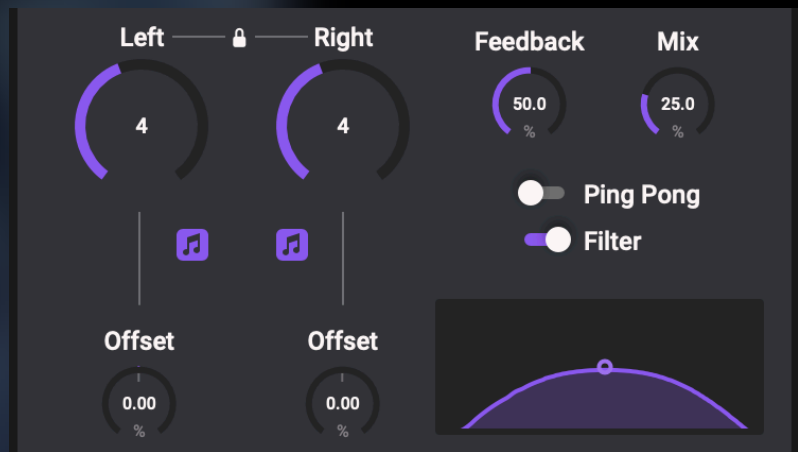 Left
Right
Feedback
Mix
4
4
50.0
%
25.0
%
Ping Pong
Filter
Offset
Offset
0.00
%
0.00
%